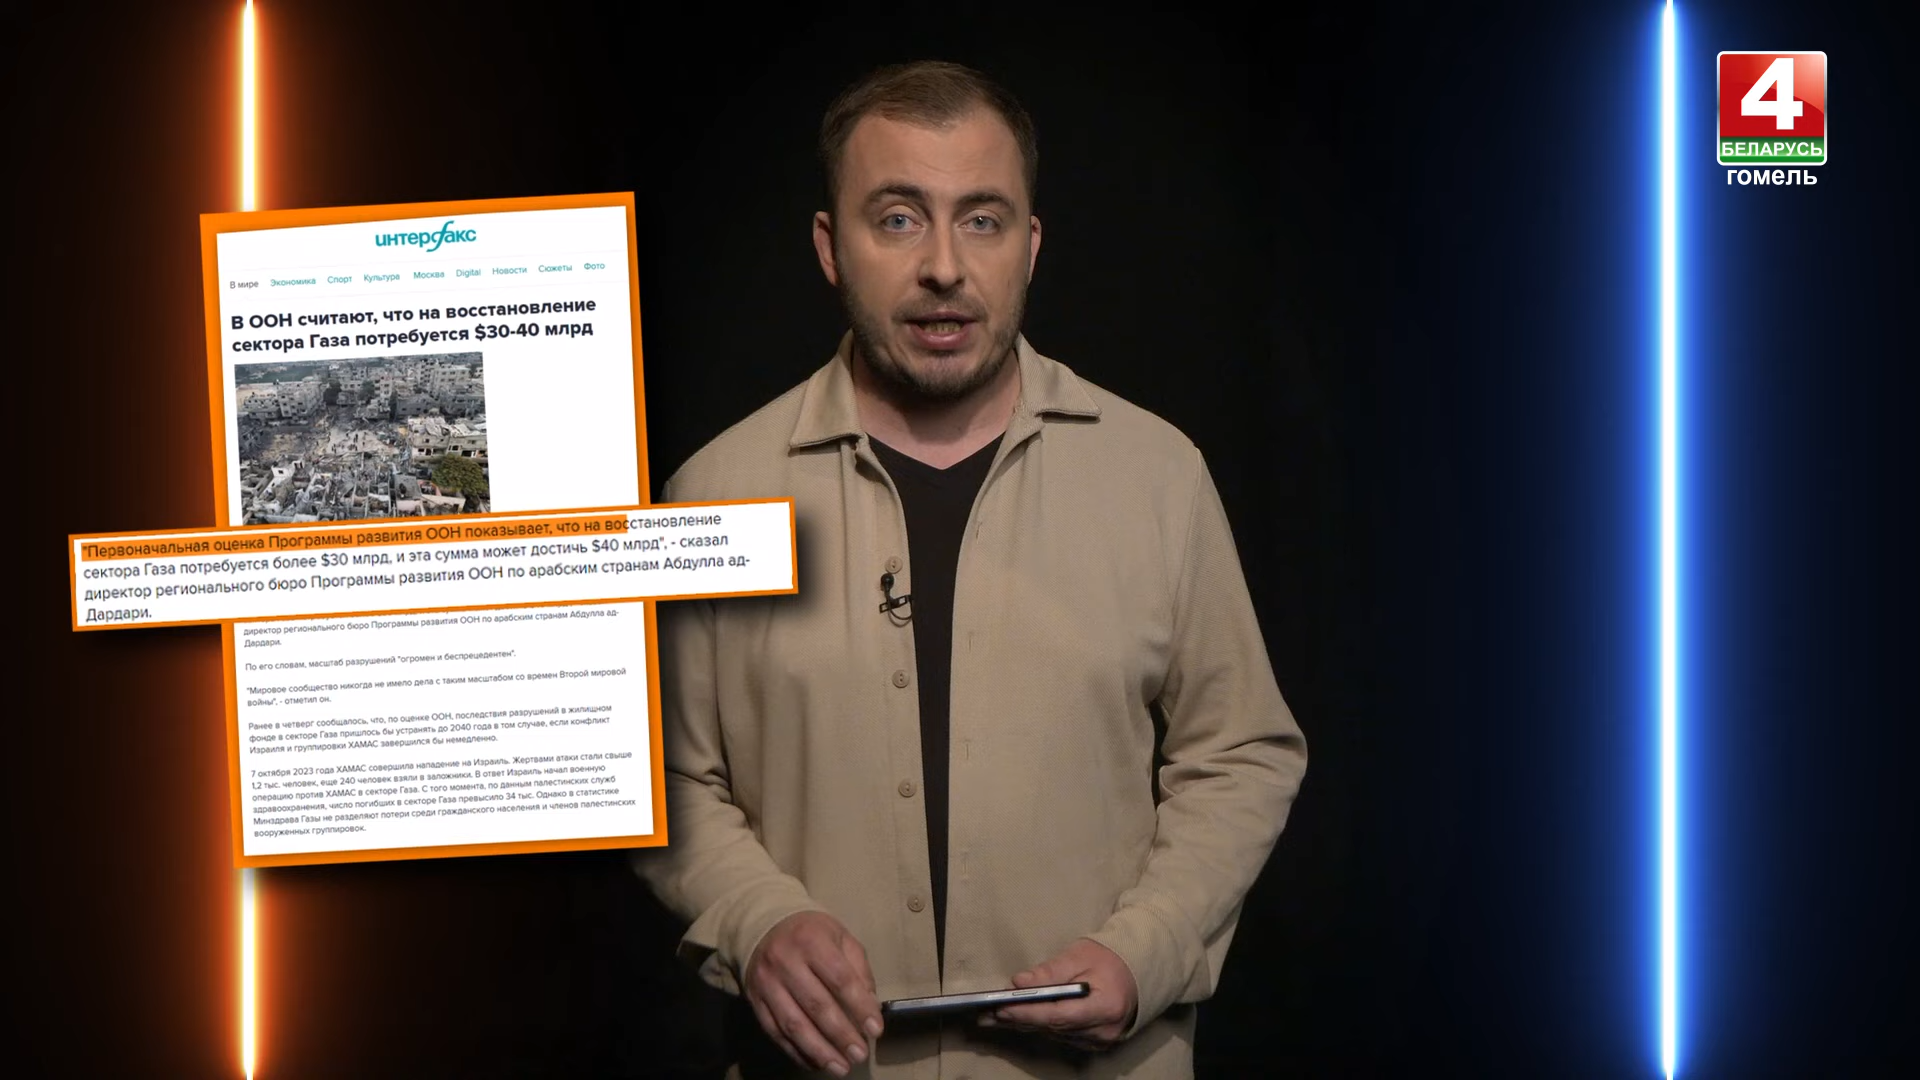 4
БЕЛАРУСЬ
гомель
интерфакс
В мире Экономика Спорт Культура Москва Digital Новости Сюжеты Фото
В ООН считают, что на восстановление
сектора Газа потребуется $30-40 млрд
"Первоначальная оценка Программы развития ООН показывает, что на восстановление
сектора Газа потребуется более $30 млрд, и эта сумма может достичь $40 млрд", - сказал
директор регионального бюро Программы развития ООН по арабским странам Абдулла ад-
Дардари.
директор регионального бюро Программы развития ООН по арабским странам Абдулла ад-
Дардари.
По его словам, масштаб разрушений "огромен и беспрецедентен".
"Мировое сообщество никогда не имело дела с таким масштабом со времен Второй мировой
войны", - отметил он.
Ранее в четверг сообщалось, что, по оценке ООН, последствия разрушений в жилищном
фонде в секторе Газа пришлось бы устранять до 2040 года в том случае, если конфликт
Израиля и группировки ХАМАС завершился бы немедленно.
7 октября 2023 года ХАМАС совершила нападение на Израиль. Жертвами атаки стали свыше
1,2 тыс. человек, еще 240 человек взяли в заложники. В ответ Израиль начал военную
операцию против ХАМАС в секторе Газа. С того момента, по данным палестинских служб
здравоохранения, число погибших в секторе Газа превысило 34 тыс. Однако в статистике
Минздрава Газы не разделяют потери среди гражданского населения и членов палестинских
вооруженных группировок.